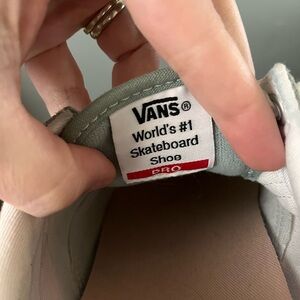 VANS®
World's #1
Skateboard
Shoe
PRO